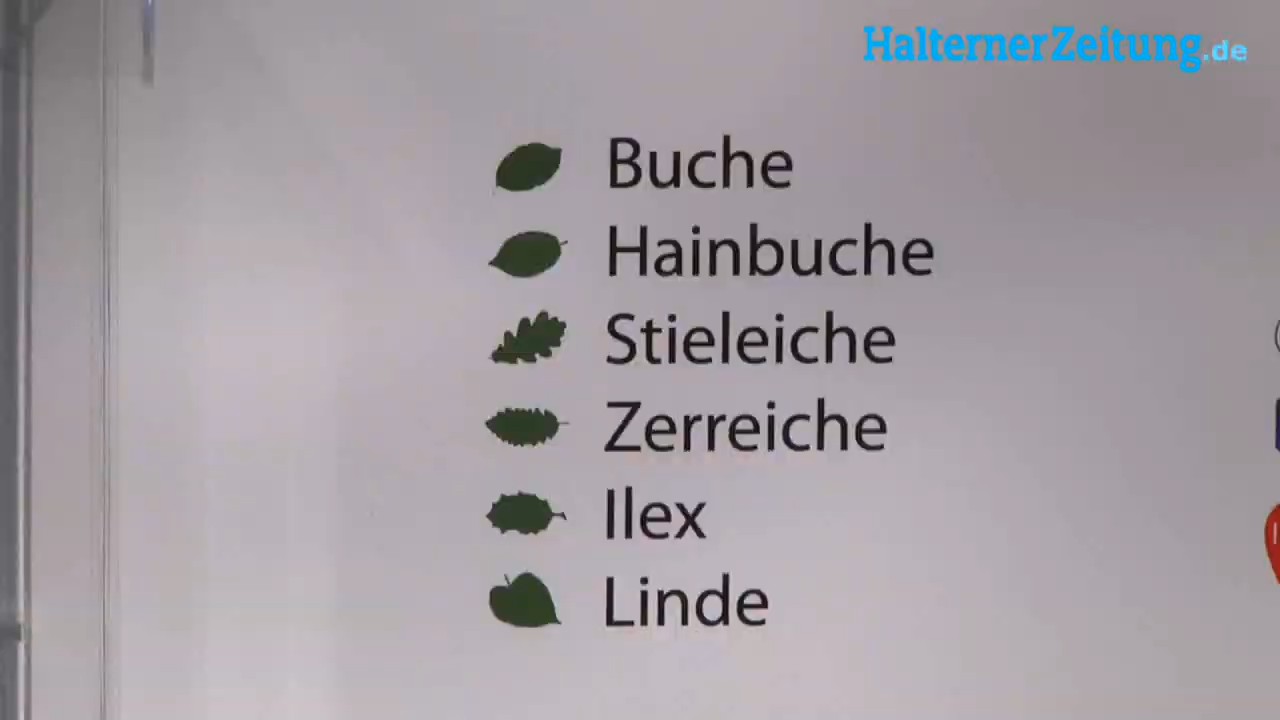 HalternerZeitung.de
Buche
Hainbuche
Stieleiche
Zerreiche
Ilex
Linde